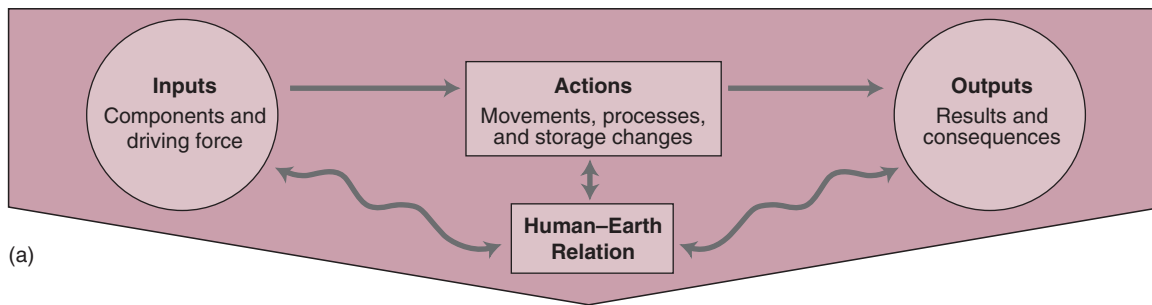 Inputs
Components and
driving force
Actions
Movements, processes,
and storage changes
Outputs
Results and
consequences
Human–Earth
Relation
(a)